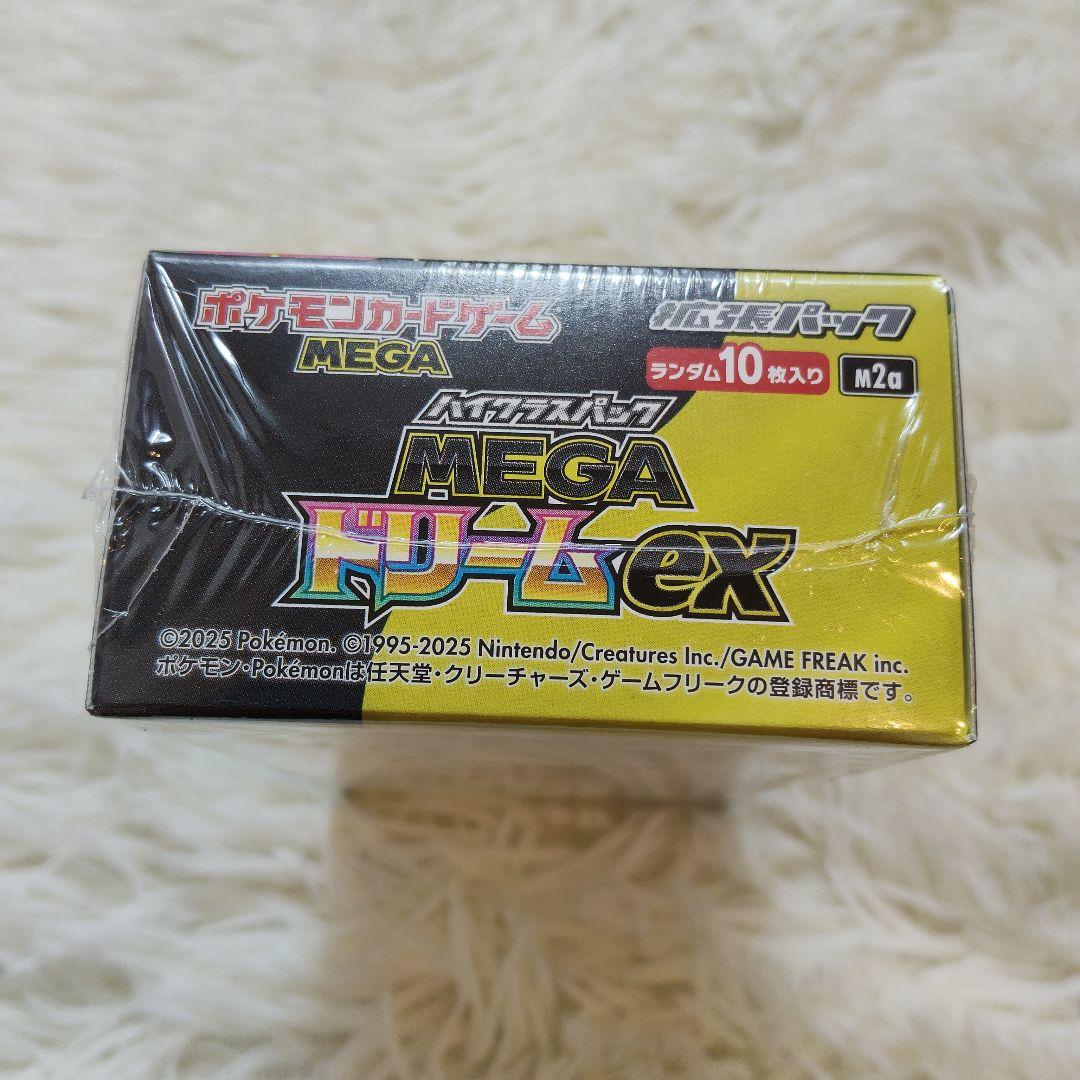 ポケモンカードゲーム
MEGA
拡張パック
ランダム10枚入り
M2a
ハイクラスパック
MEGA
ドリームex
©2025 Pokémon. ©1995-2025 Nintendo/Creatures Inc./GAME FREAK inc.
ポケモン・Pokémonは任天堂・クリーチャーズ・ゲームフリークの登録商標です。